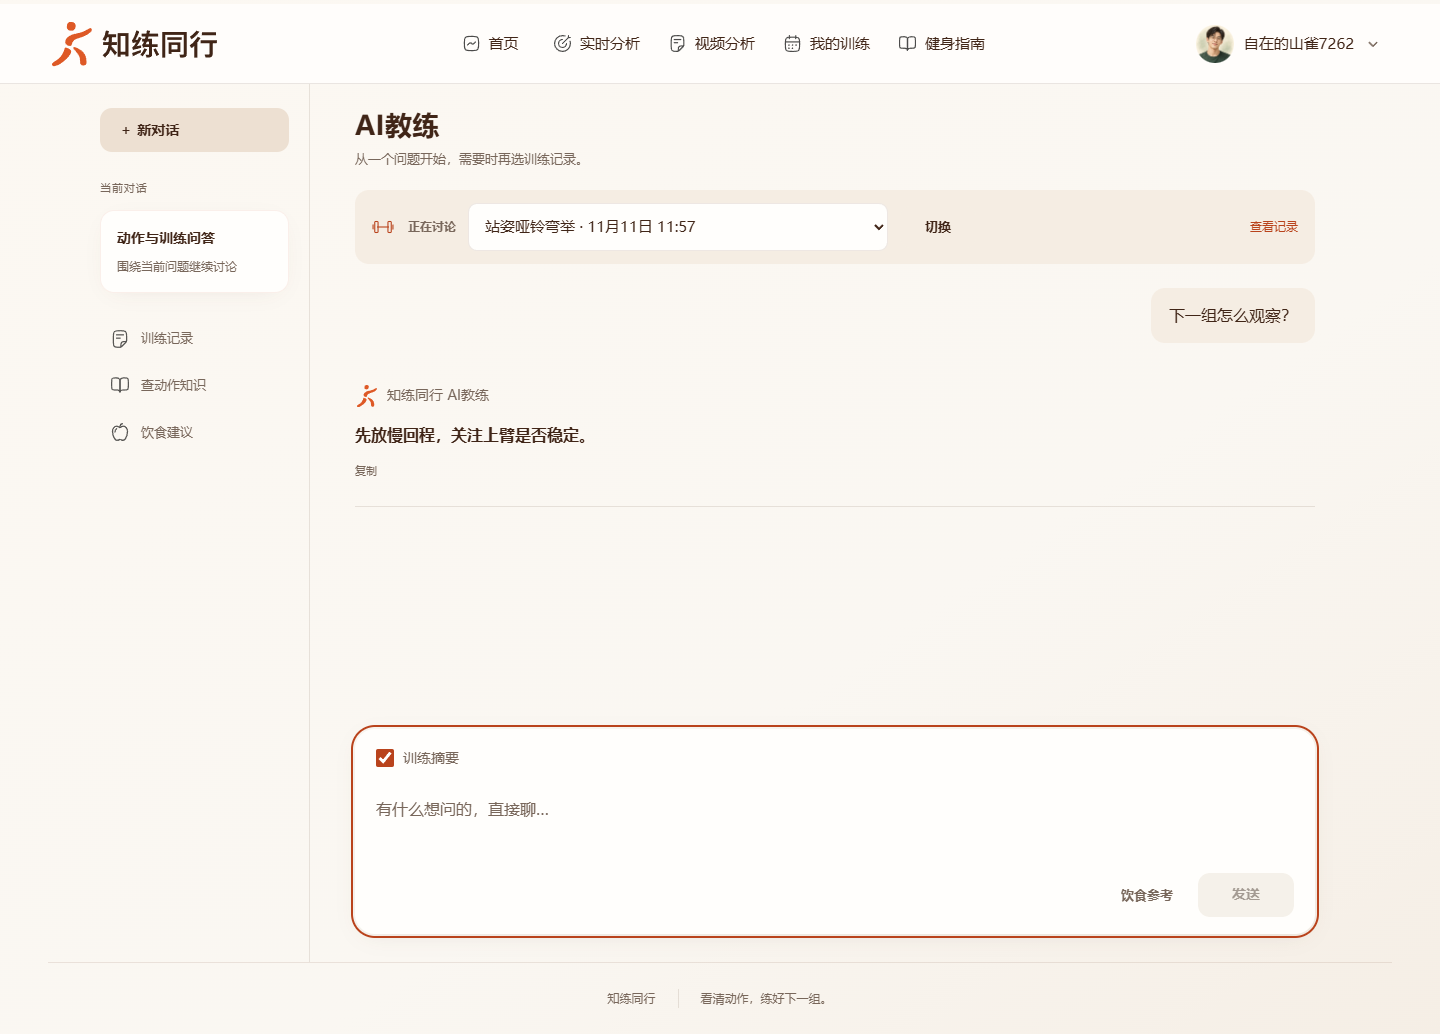 知练同行
首页
实时分析
视频分析
我的训练
健身指南
自在的山雀7262
+ 新对话
当前对话
动作与训练问答
围绕当前问题继续讨论
训练记录
查动作知识
饮食建议
AI教练
从一个问题开始，需要时再选训练记录。
正在讨论
站姿哑铃弯举 · 11月11日 11:57
切换
查看记录
下一组怎么观察？
知练同行 AI教练
先放慢回程，关注上臂是否稳定。
复制
训练摘要
有什么想问的，直接聊...
饮食参考
发送
知练同行
看清动作，练好下一组。